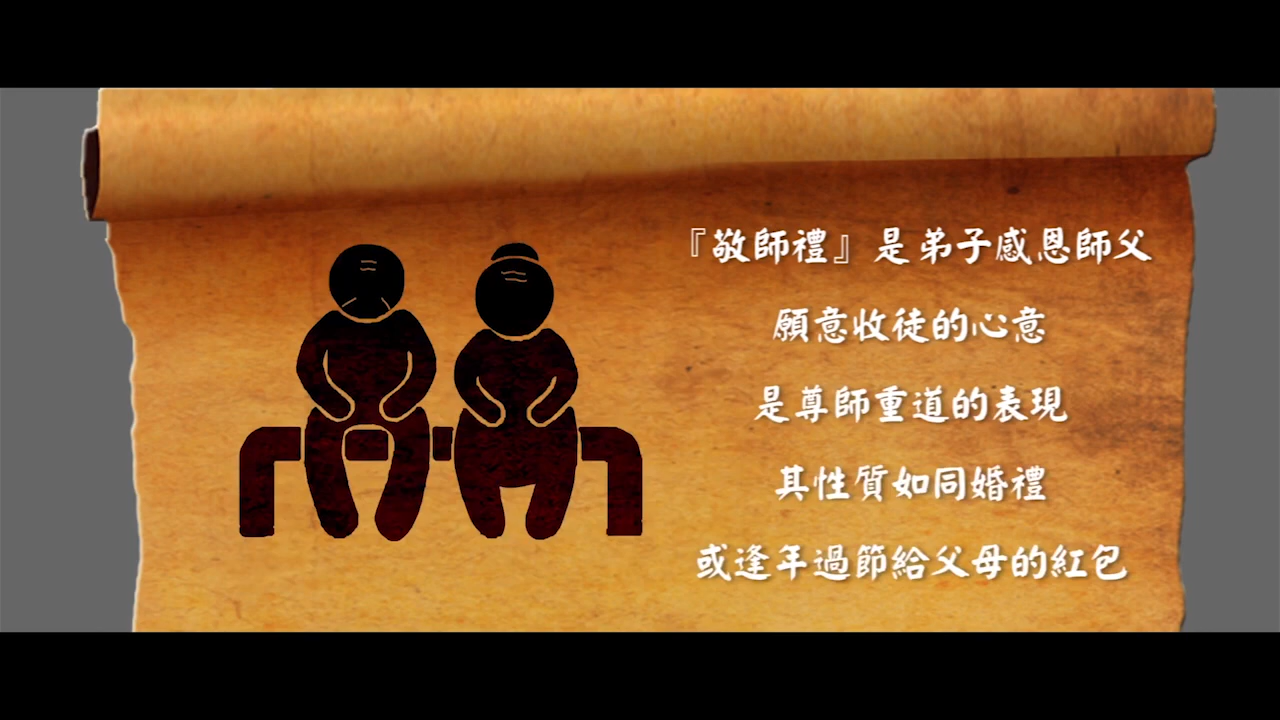 『敬師禮』是弟子感恩師父
願意收徒的心意
是尊師重道的表現
其性質如同婚禮
或逢年過節給父母的紅包